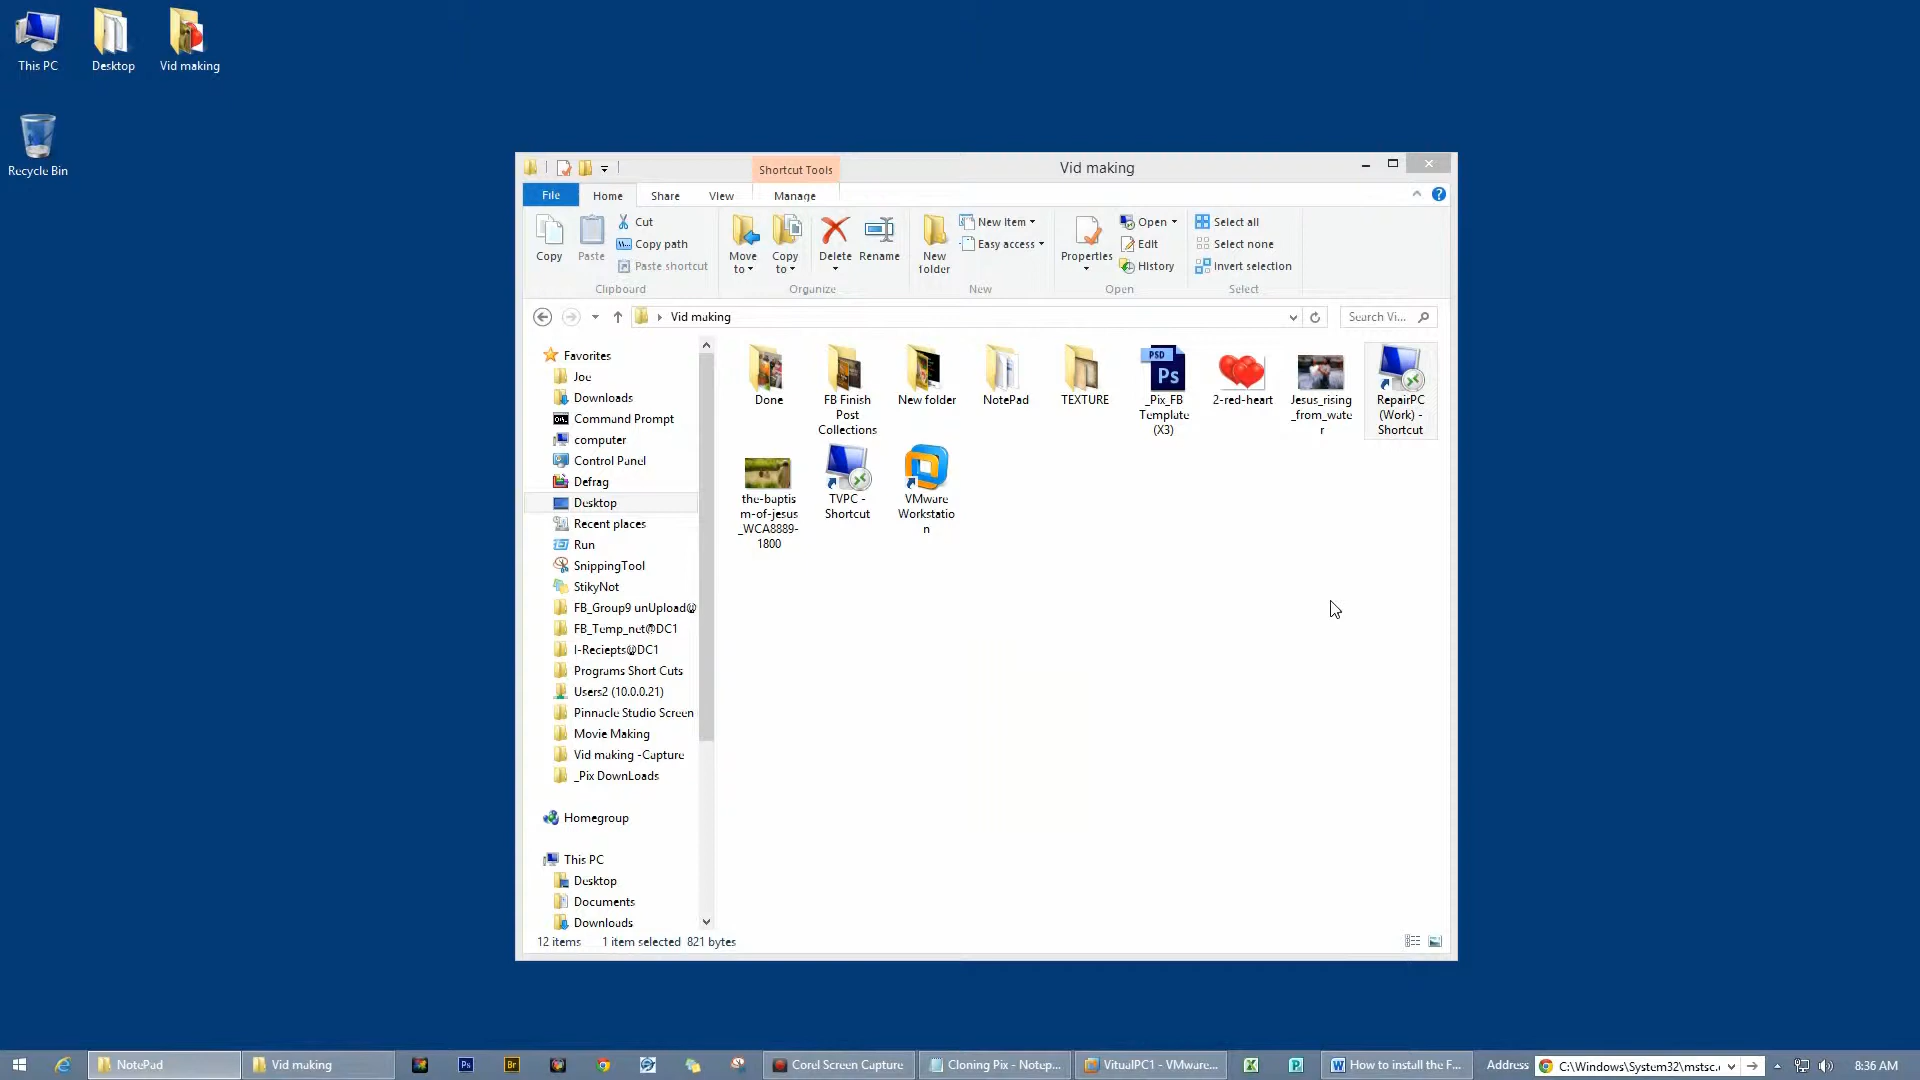 This PC
Desktop
Vid making
Recycle Bin
Shortcut Tools
Vid making
File
Home
Share
View
Manage
Copy
Paste
Cut
Copy path
Paste shortcut
Clipboard
Move to
Copy to
Delete
Rename
Organize
New folder
New item
Easy access
New
Properties
Open
Edit
History
Open
Select all
Select none
Invert selection
Select
Vid making
Search Vi...
Favorites
Joe
Downloads
Command Prompt
computer
Control Panel
Defrag
Desktop
Recent places
Run
SnippingTool
StikyNot
FB_Group9 unUpload@
FB_Temp_net@DC1
I-Reciepts@DC1
Programs Short Cuts
Users2 (10.0.0.21)
Pinnacle Studio Screen
Movie Making
Vid making -Capture
_Pix DownLoads
Homegroup
This PC
Desktop
Documents
Downloads
Done
FB Finish
Post
Collections
New folder
NotePad
TEXTURE
PSD
Ps
_Pix_FB
Template
(X3)
2-red-heart
Jesus_rising
_from_wate
r
RepairPC
(Work) -
Shortcut
the-baptis
m-of-jesus
_WCA8889-
1800
TVPC -
Shortcut
VMware
Workstatio
n
12 items 1 item selected 821 bytes
NotePad
Vid making
Ps
Br
Corel Screen Capture
Cloning Pix - Notep...
VitualPC1 - VMware...
How to install the F...
Address
C:\Windows\System32\mstsc.e
8:36 AM